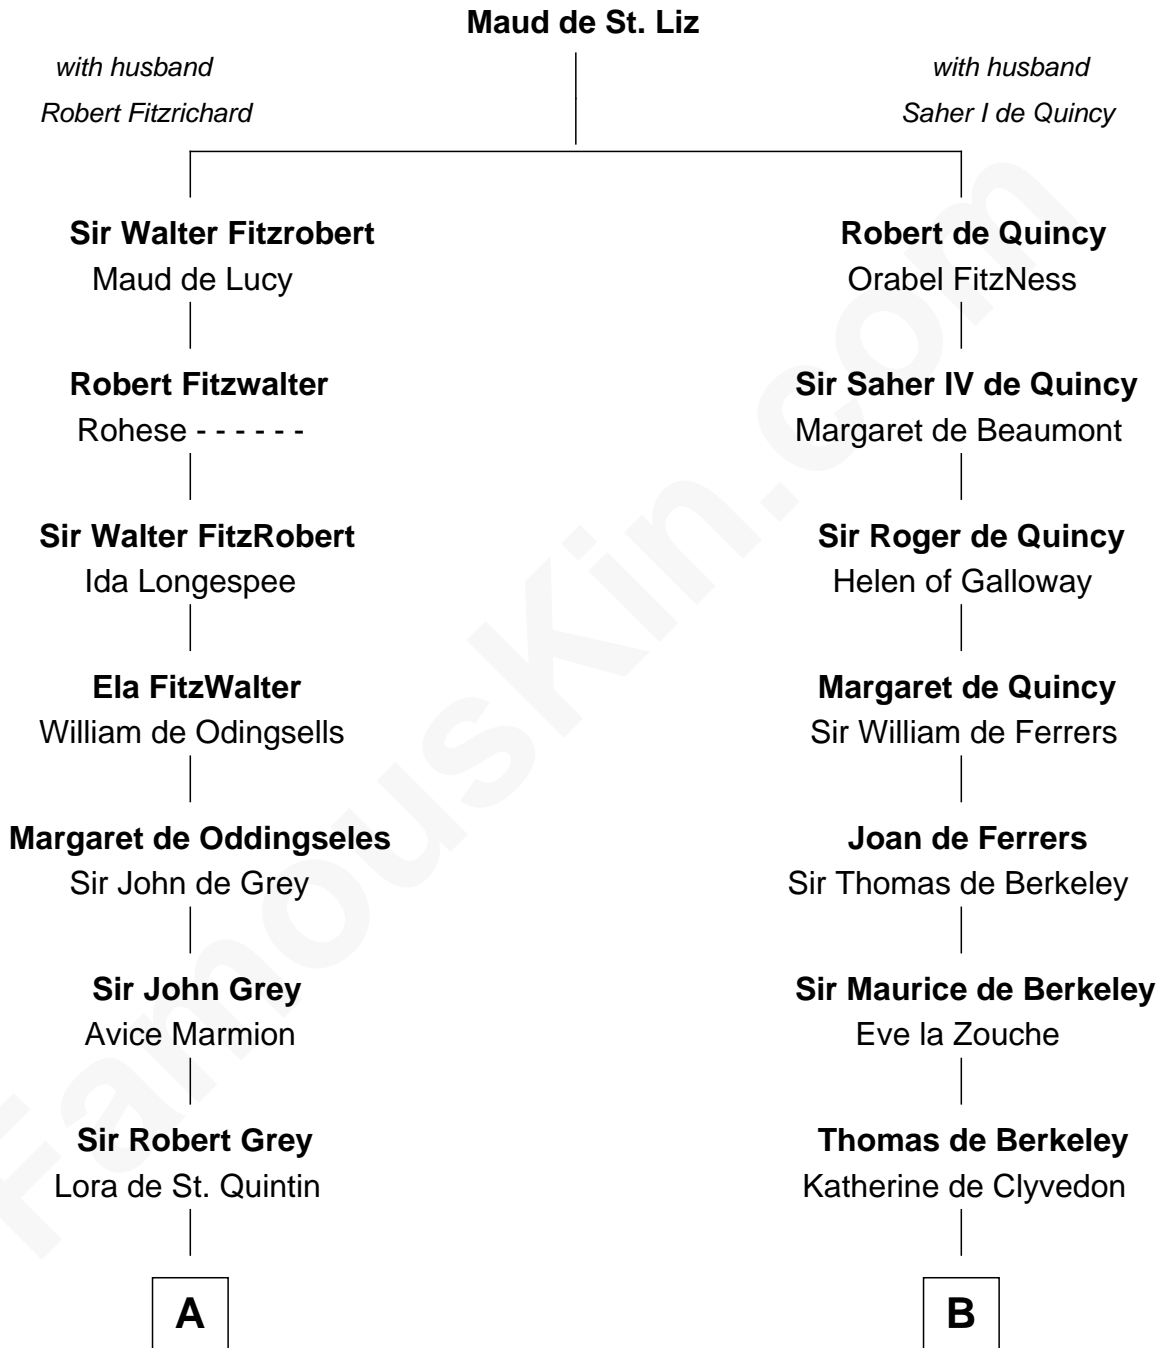 Maud de St. Liz
with husband
Robert Fitzrichard
with husband
Saher I de Quincy
Sir Walter Fitzrobert
Maud de Lucy
Robert de Quincy
Orabel FitzNess
Robert Fitzwalter
Rohese - - - - - -
Sir Saher IV de Quincy
Margaret de Beaumont
Sir Walter FitzRobert
Ida Longespee
Sir Roger de Quincy
Helen of Galloway
Ela FitzWalter
William de Odingsells
Margaret de Quincy
Sir William de Ferrers
Margaret de Oddingseles
Sir John de Grey
Joan de Ferrers
Sir Thomas de Berkeley
Sir John Grey
Avice Marmion
Sir Maurice de Berkeley
Eve la Zouche
Sir Robert Grey
Lora de St. Quintin
Thomas de Berkeley
Katherine de Clyvedon
A
B
FamousKin.com